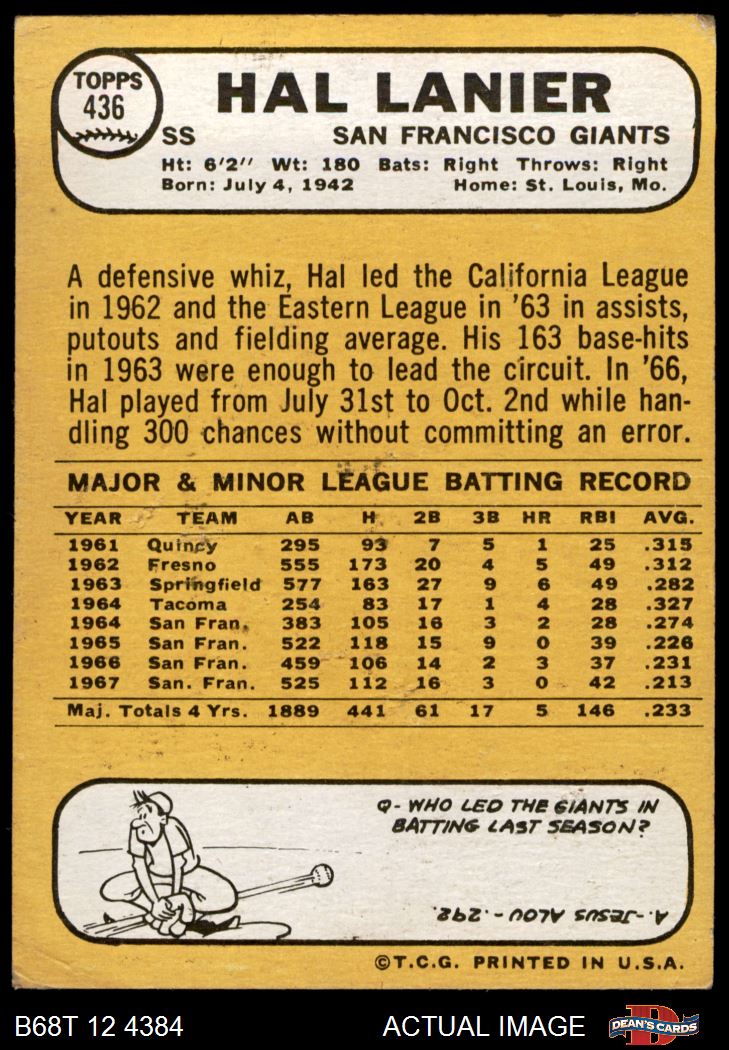 TOPPS
436
HAL LANIER
SS SAN FRANCISCO GIANTS
Ht: 6'2" Wt: 180 Bats: Right Throws: Right
Born: July 4, 1942 Home: St. Louis, Mo.
A defensive whiz, Hal led the California League
in 1962 and the Eastern League in '63 in assists,
putouts and fielding average. His 163 base-hits
in 1963 were enough to lead the circuit. In '66,
Hal played from July 31st to Oct. 2nd while han-
dling 300 chances without committing an error.
MAJOR & MINOR LEAGUE BATTING RECORD
YEAR TEAM AB H 2B 3B HR RBI AVG.
1961 Quincy 295 93 7 5 1 25 .315
1962 Fresno 555 173 20 4 5 49 .312
1963 Springfield 577 163 27 9 6 49 .282
1964 Tacoma 254 83 17 1 4 28 .327
1964 San Fran. 383 105 16 3 2 28 .274
1965 San Fran. 522 118 15 9 0 39 .226
1966 San Fran. 459 106 14 2 3 37 .231
1967 San. Fran. 525 112 16 3 0 42 .213
Maj. Totals 4 Yrs. 1889 441 61 17 5 146 .233
Q- WHO LED THE GIANTS IN
BATTING LAST SEASON?
A.- JESUS ALOU - .292.
©T.C.G. PRINTED IN U.S.A.
B68T 12 4384 ACTUAL IMAGE D DEAN'S CARDS